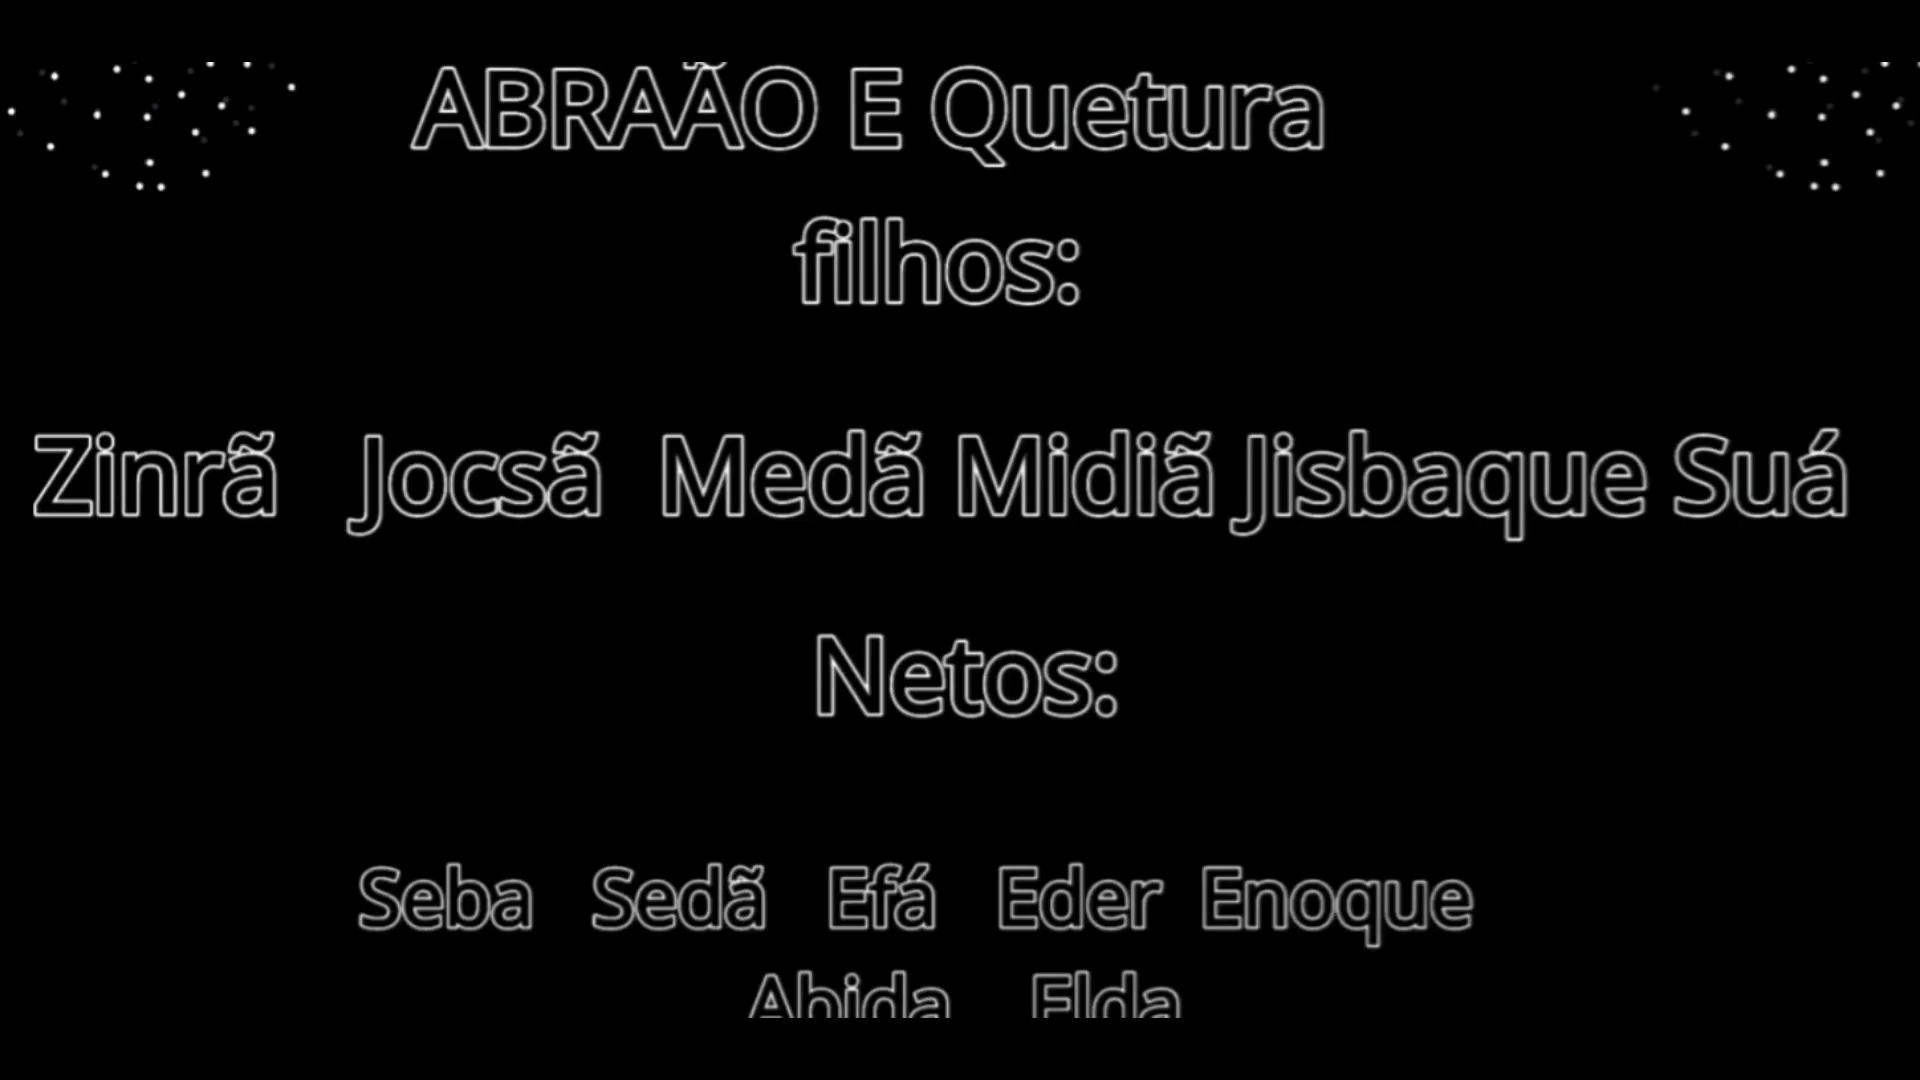 ABRAÃO E Quetura
filhos:
Zinrã Jocsã Medã Midiã Jisbaque Suá
Netos:
Seba Sedã Efá Eder Enoque
Abida Elda